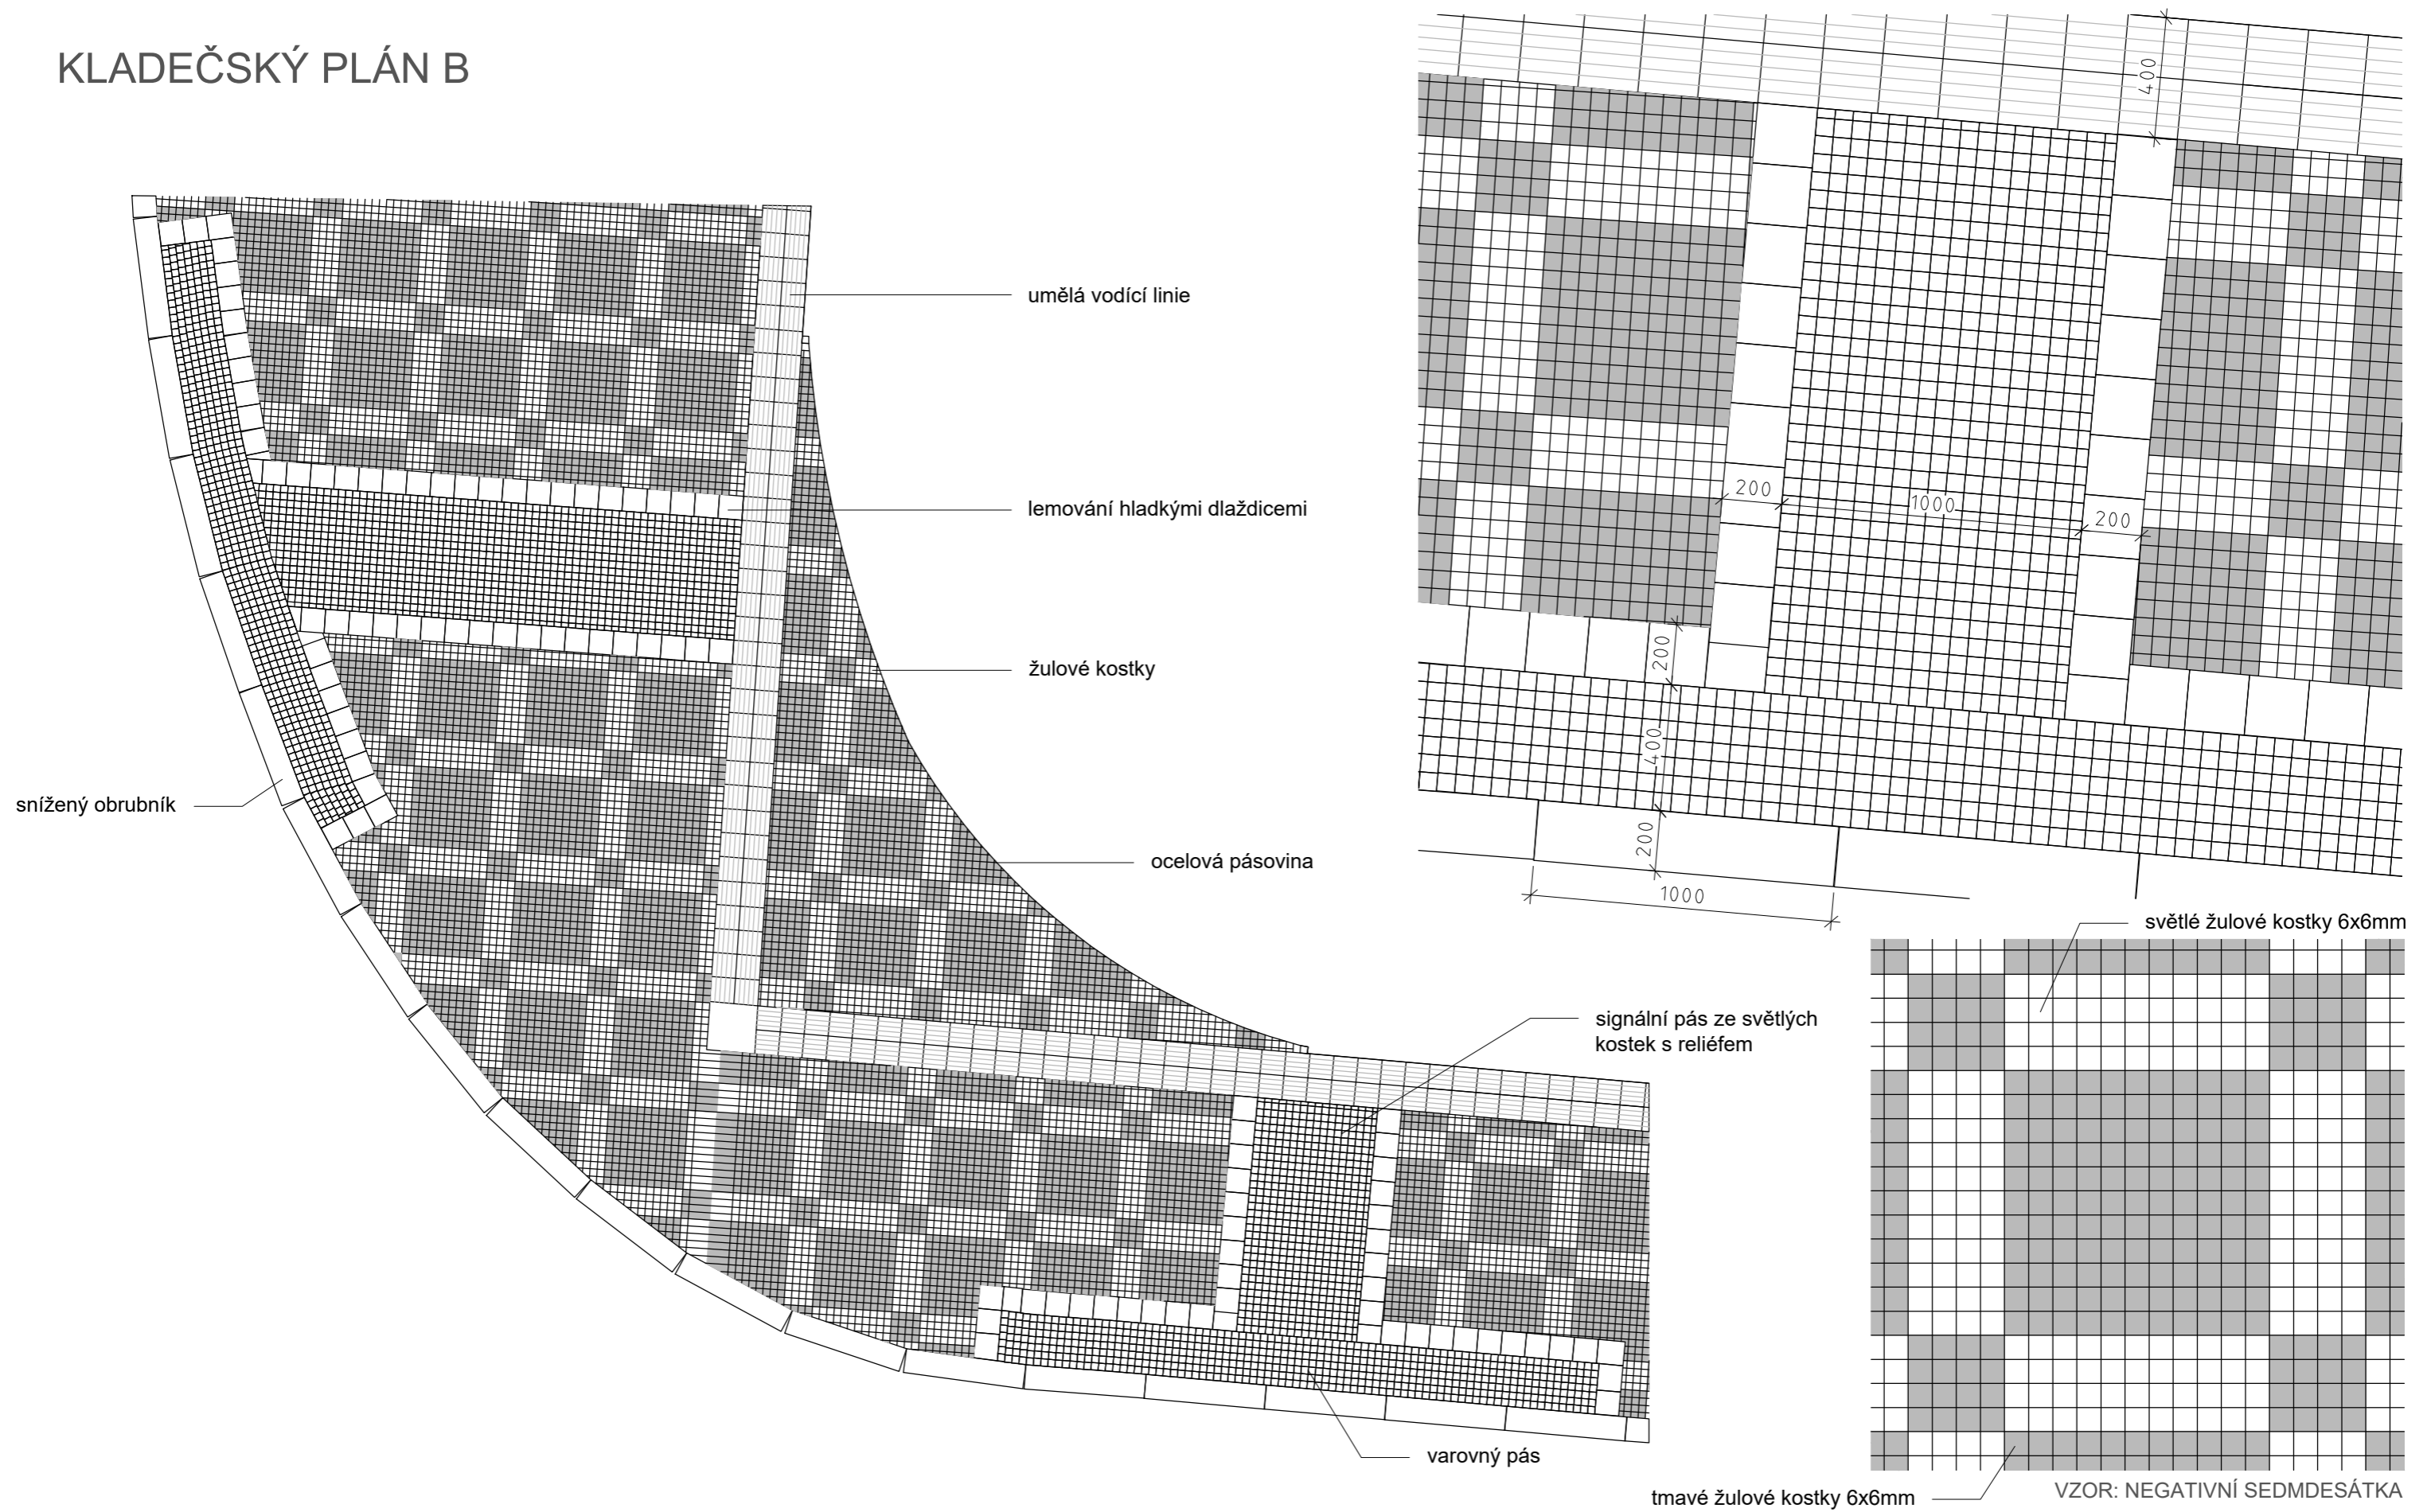 KLADEČSKÝ PLÁN B
umělá vodící linie
lemování hladkými dlaždicemi
žulové kostky
snížený obrubník
ocelová pásovina
signální pás ze světlých
kostek s reliéfem
varovný pás
400
200
1000
200
200
400
200
1000
světlé žulové kostky 6x6mm
tmavé žulové kostky 6x6mm
VZOR: NEGATIVNÍ SEDMDESÁTKA